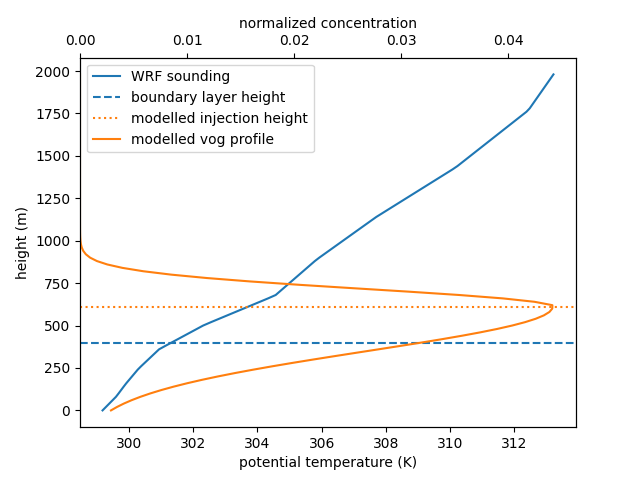 normalized concentration
0.00 0.01 0.02 0.03 0.04
WRF sounding
boundary layer height
modelled injection height
modelled vog profile
2000
1750
1500
1250
1000
750
500
250
0
height (m)
300 302 304 306 308 310 312
potential temperature (K)